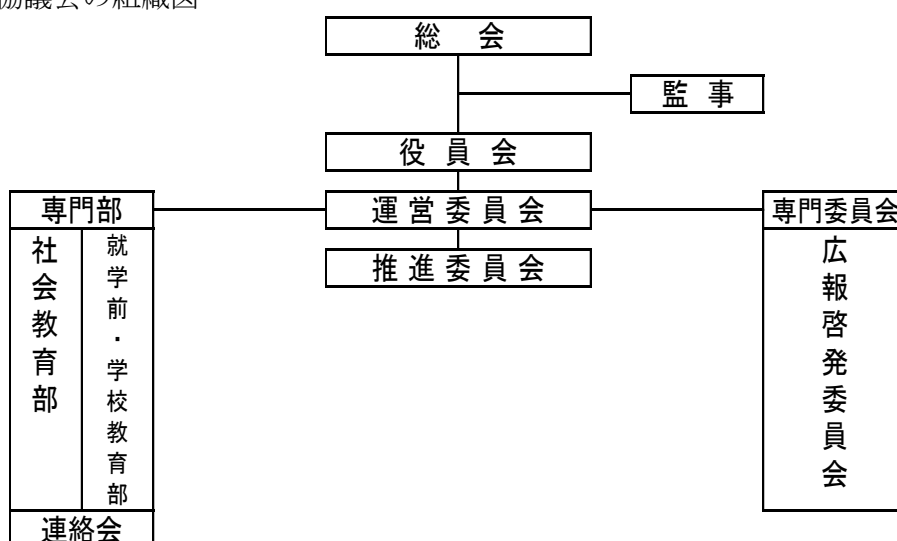 協議会の組織図
総会
監事
役員会
専門部
運営委員会
専門委員会
推進委員会
社会教育部
就学前・学校教育部
広報啓発委員会
連絡会